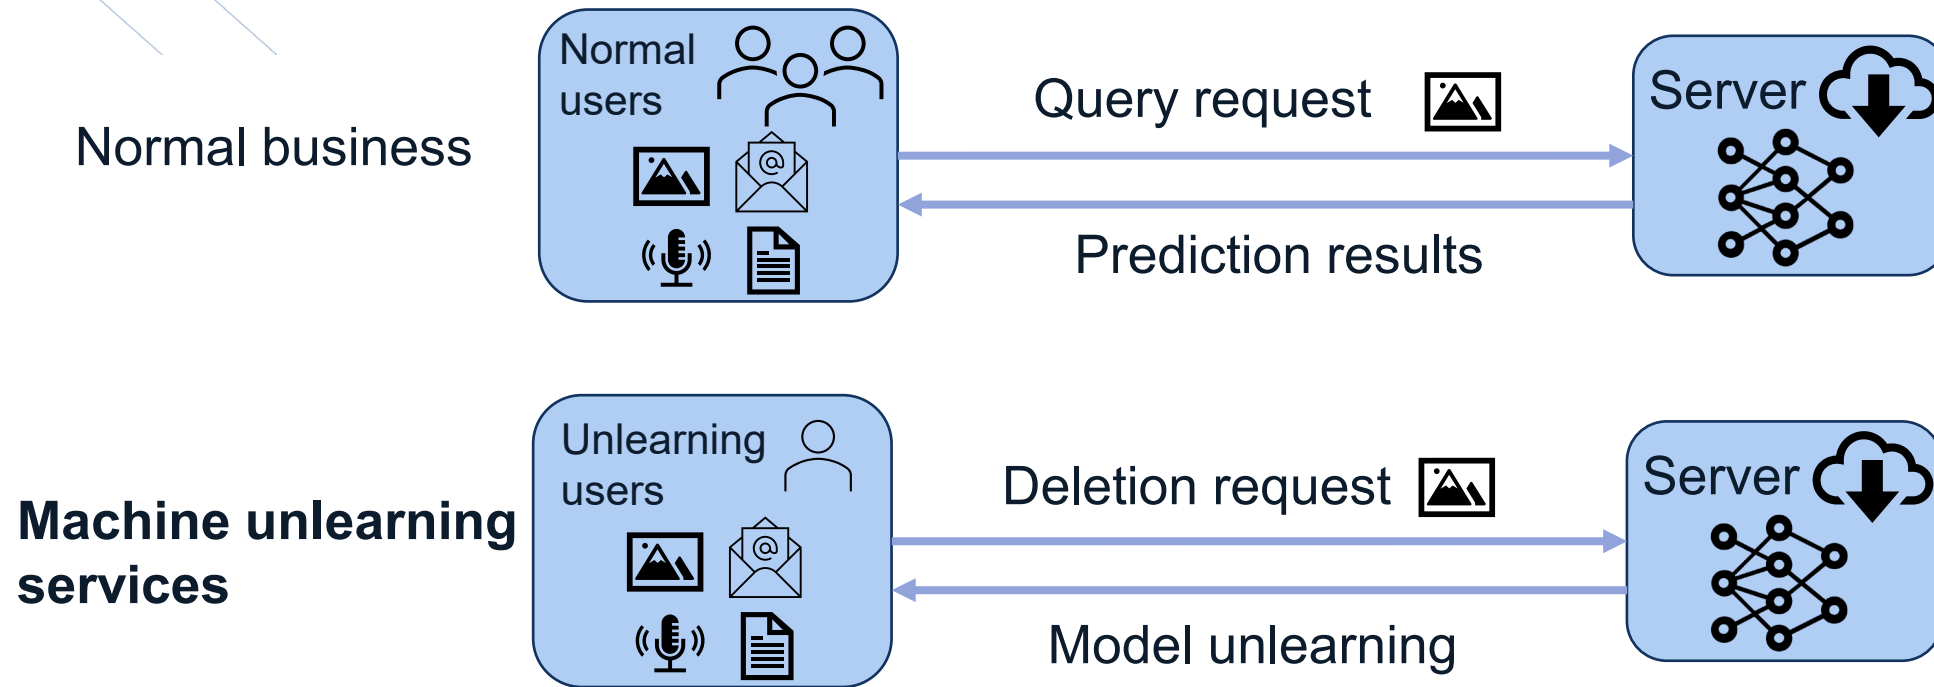 Normal business
Normal
users
Query request
Prediction results
Server
Machine unlearning
services
Unlearning
users
Deletion request
Model unlearning
Server